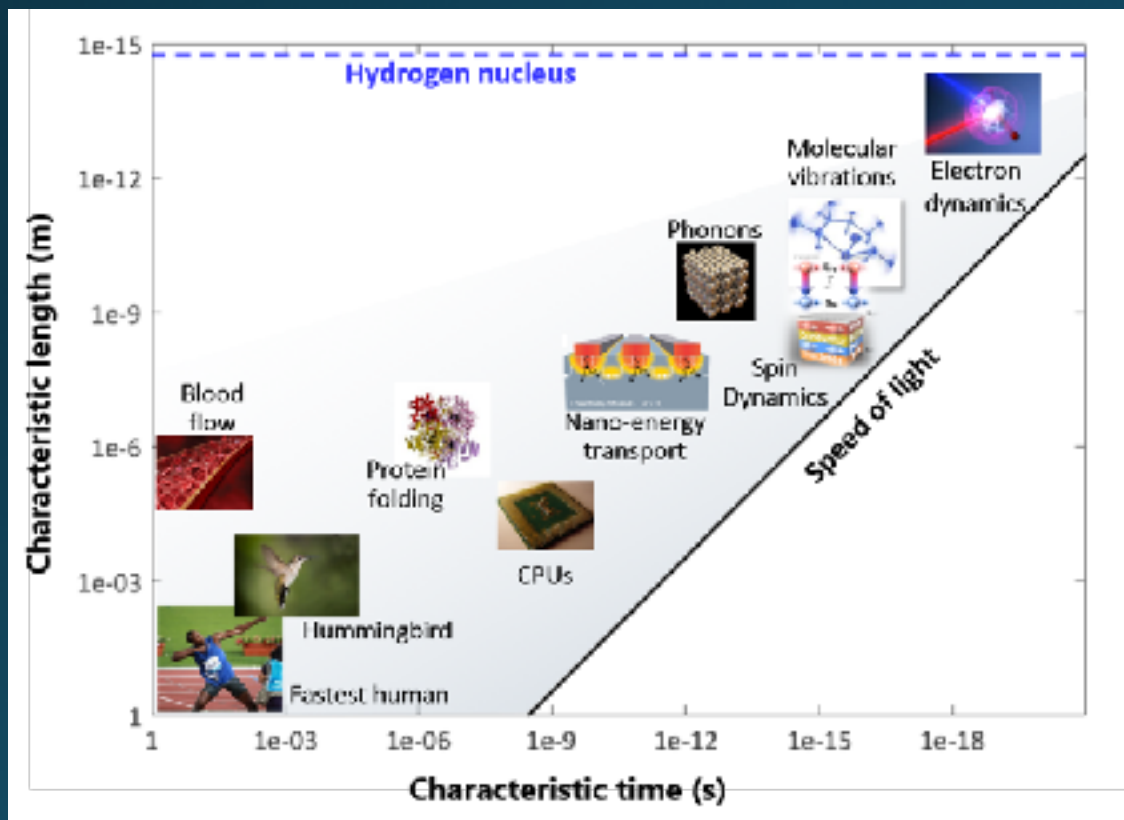 1e-15
Hydrogen nucleus
Molecular
vibrations
1e-12
Electron
dynamics
Phonons
Characteristic length (m)
1e-9
Spin
Dynamics
Speed of light
Blood
flow
Nano-energy
transport
1e-6
Protein
folding
CPUs
1e-03
Hummingbird
Fastest human
1
1
1e-03
1e-06
1e-9
1e-12
1e-15
1e-18
Characteristic time (s)